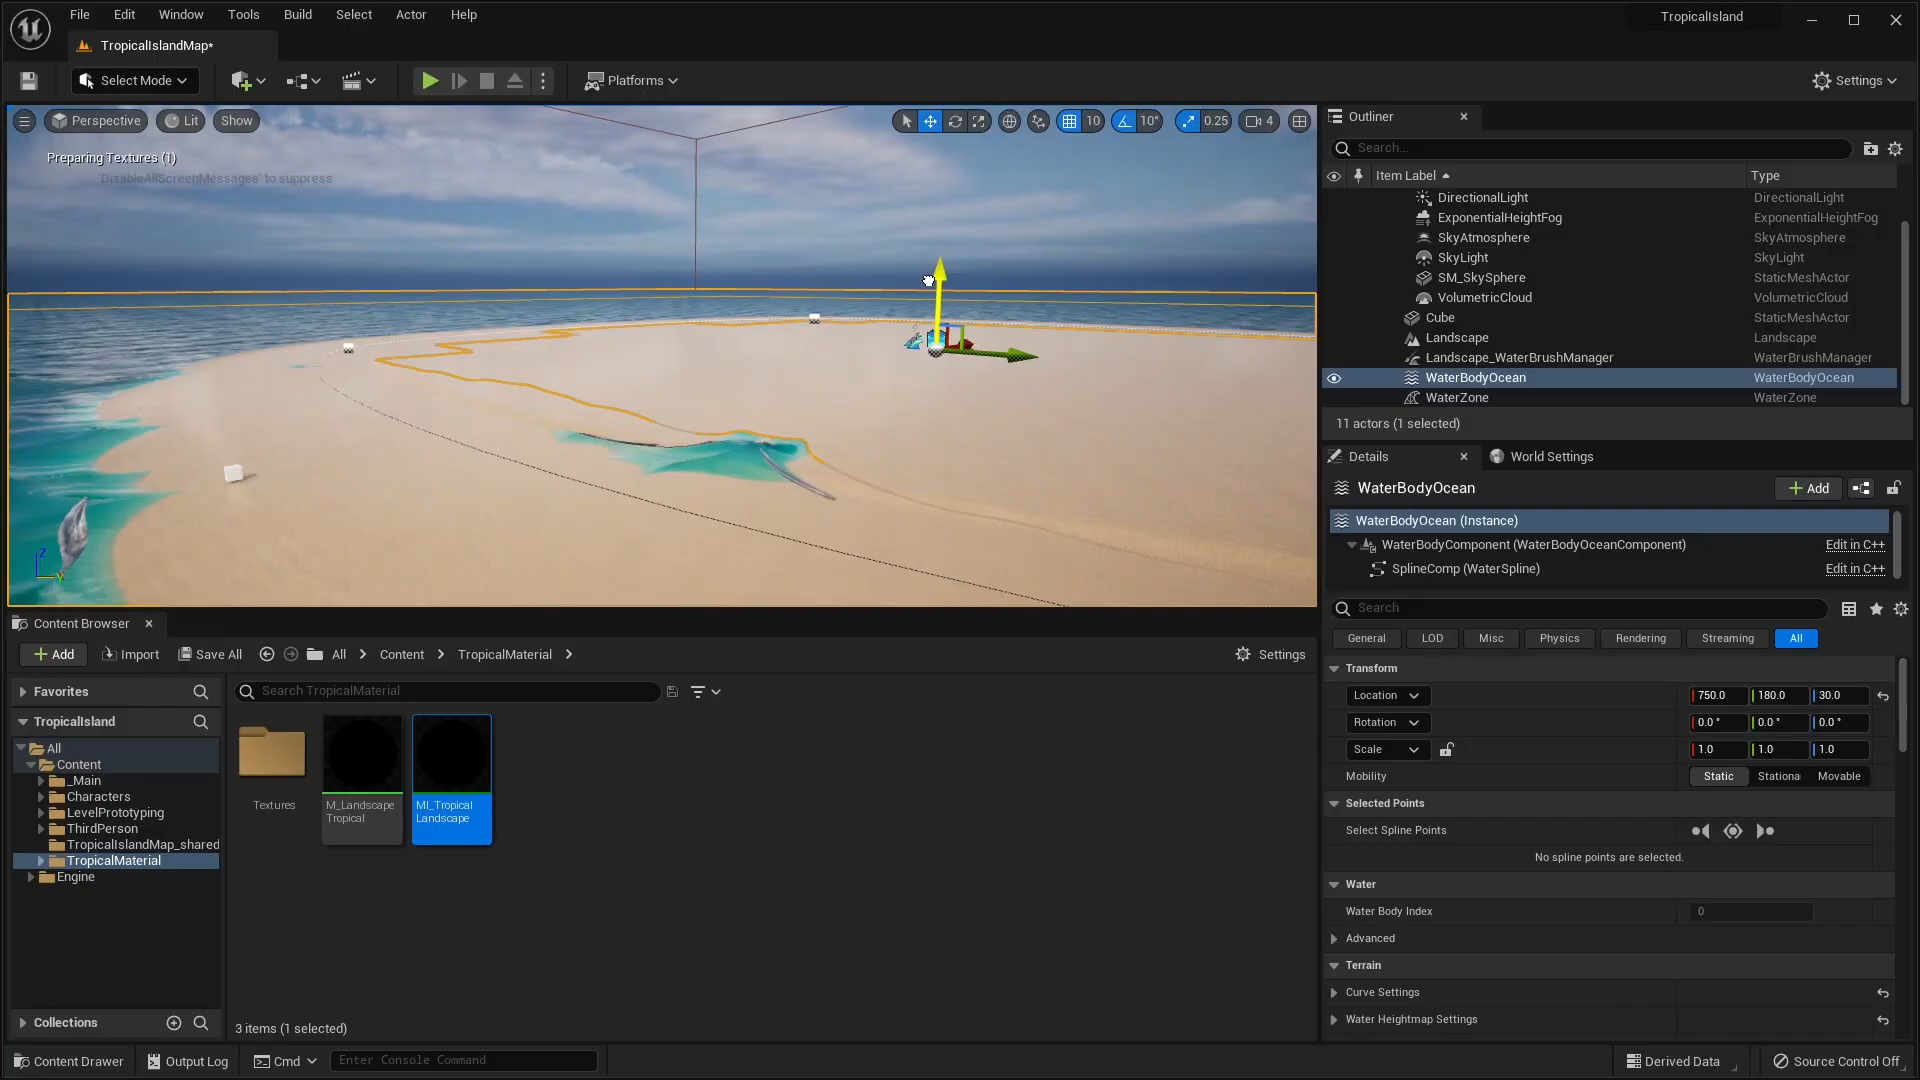 File Edit Window Tools Build Select Actor Help
TropicalIsland
TropicalIslandMap*
Select Mode
Platforms
Settings
Perspective Lit Show
10 10° 0.25 4
Preparing Textures (1)
'DisableAllScreenMessages' to suppress
Z
Y
Outliner
Search...
Item Label Type
DirectionalLight DirectionalLight
ExponentialHeightFog ExponentialHeightFog
SkyAtmosphere SkyAtmosphere
SkyLight SkyLight
SM_SkySphere StaticMeshActor
VolumetricCloud VolumetricCloud
Cube StaticMeshActor
Landscape Landscape
Landscape_WaterBrushManager WaterBrushManager
WaterBodyOcean WaterBodyOcean
WaterZone WaterZone
11 actors (1 selected)
Details World Settings
WaterBodyOcean
Add
WaterBodyOcean (Instance)
WaterBodyComponent (WaterBodyOceanComponent) Edit in C++
SplineComp (WaterSpline) Edit in C++
Search
General LOD Misc Physics Rendering Streaming All
Transform
Location 750.0 180.0 30.0
Rotation 0.0° 0.0° 0.0°
Scale 1.0 1.0 1.0
Mobility Static Stationa Movable
Selected Points
Select Spline Points
No spline points are selected.
Water
Water Body Index 0
Advanced
Terrain
Curve Settings
Water Heightmap Settings
Content Browser
Add Import Save All All Content TropicalMaterial Settings
Favorites
Search TropicalMaterial
TropicalIsland
All
Content
_Main
Characters
LevelPrototyping
ThirdPerson
TropicalIslandMap_shared
TropicalMaterial
Engine
Collections
Textures
M_Landscape
Tropical
MI_Tropical
Landscape
3 items (1 selected)
Content Drawer Output Log Cmd Enter Console Command Derived Data Source Control Off